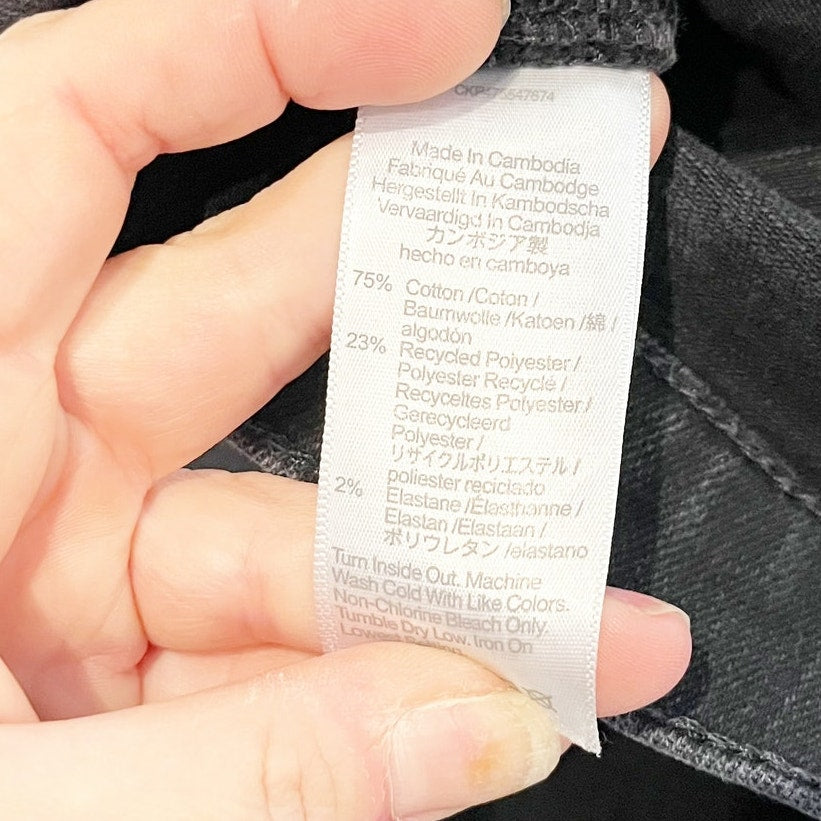 Made In Cambodia
Fabriqué Au Cambodge
Hergestellt In Kambodscha
Vervaardigd In Cambodja
カンボジア製
hecho en camboya
75% Cotton /Coton /
Baumwolle /Katoen /綿 /
algodón
23% Recycled Polyester /
Polyester Recyclé /
Recyceltes Polyester /
Gerecycleerd
Polyester /
リサイクルポリエステル /
poliester reciclado
2% Elastane /Élasthanne /
Elastan /Elastaan /
ポリウレタン /elastano
Turn Inside Out. Machine
Wash Cold With Like Colors.
Non-Chlorine Bleach Only.
Tumble Dry Low. Iron On
Lowest